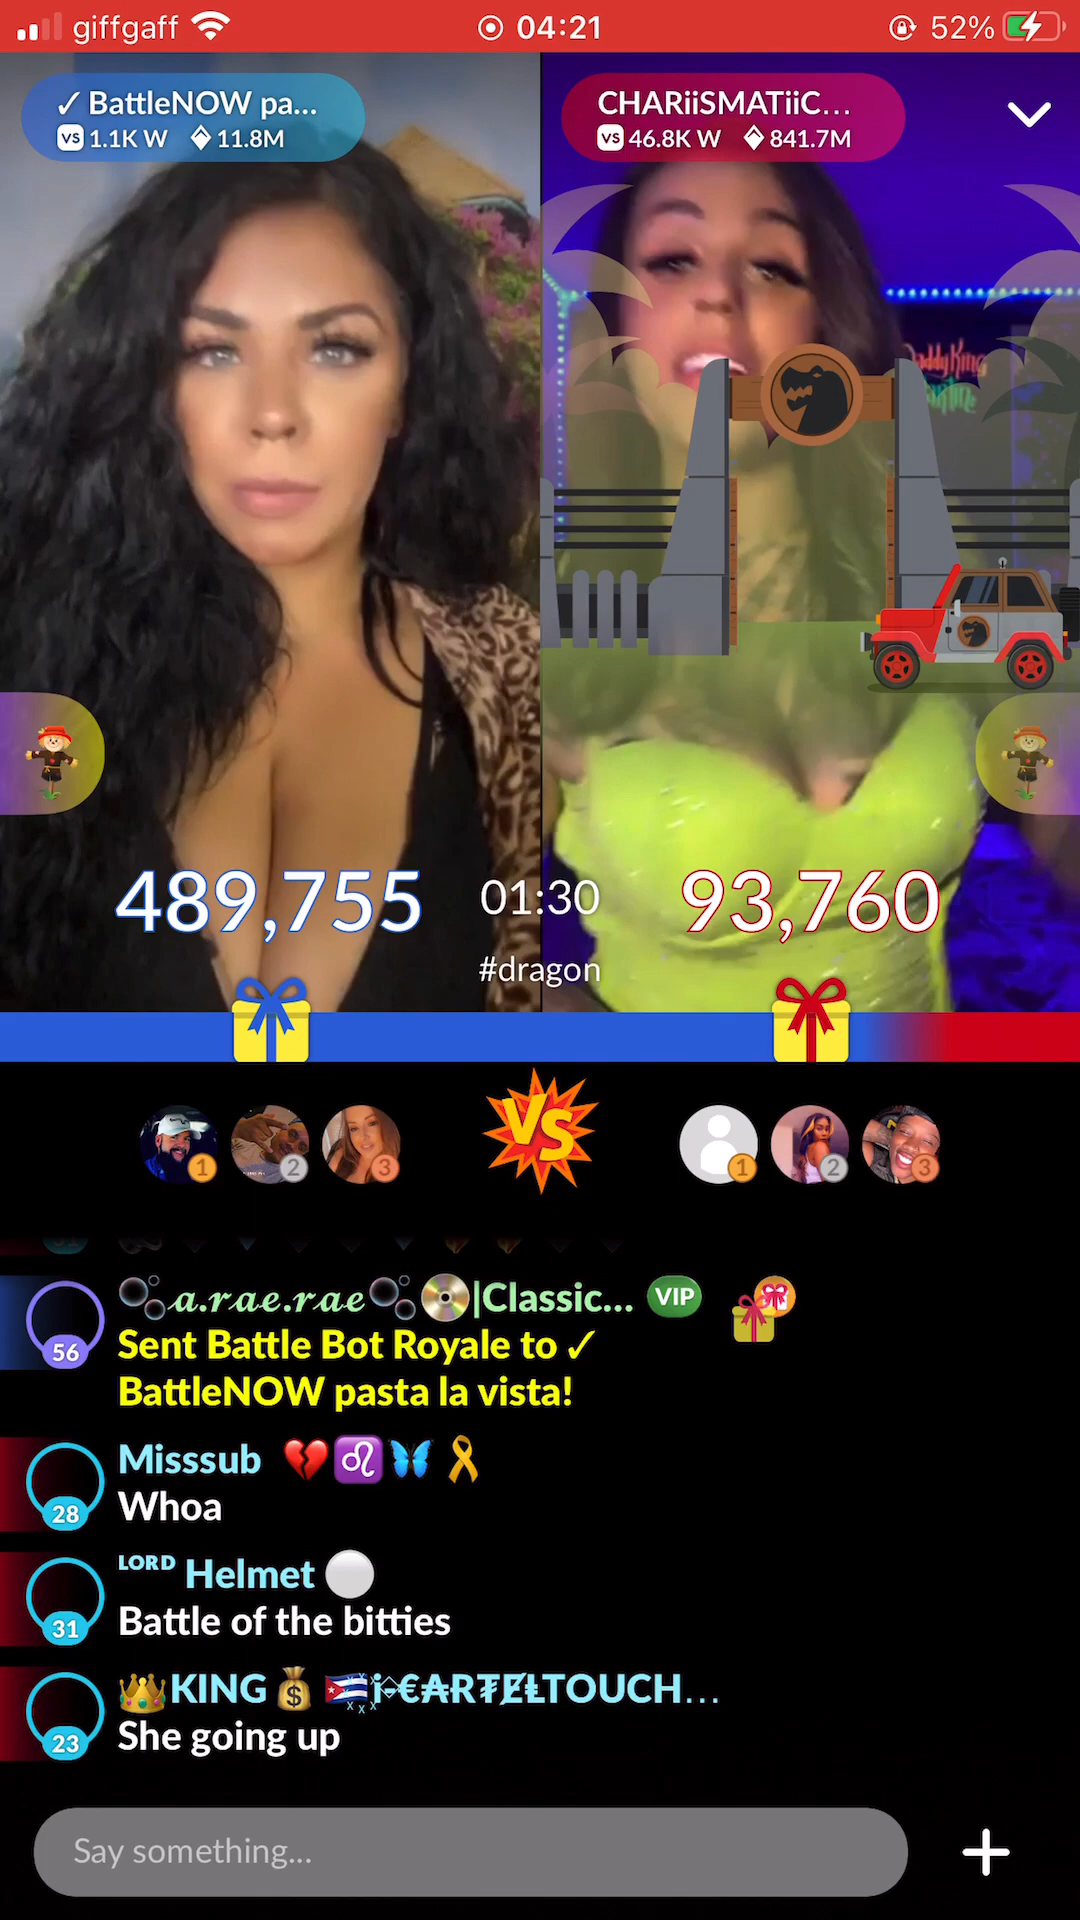 giffgaff 04:21 52%
✓ BattleNOW pa...
VS 1.1K W 11.8M
CHARiiSMATiiC...
VS 46.8K W 841.7M
489,755
01:30
93,760
#dragon
VS
1 2 3
1 2 3
a.rae.rae |Classic... VIP
56
Sent Battle Bot Royale to ✓
BattleNOW pasta la vista!
Misssub
28
Whoa
LORD Helmet
31
Battle of the bitties
KING
23
She going up
Say something...